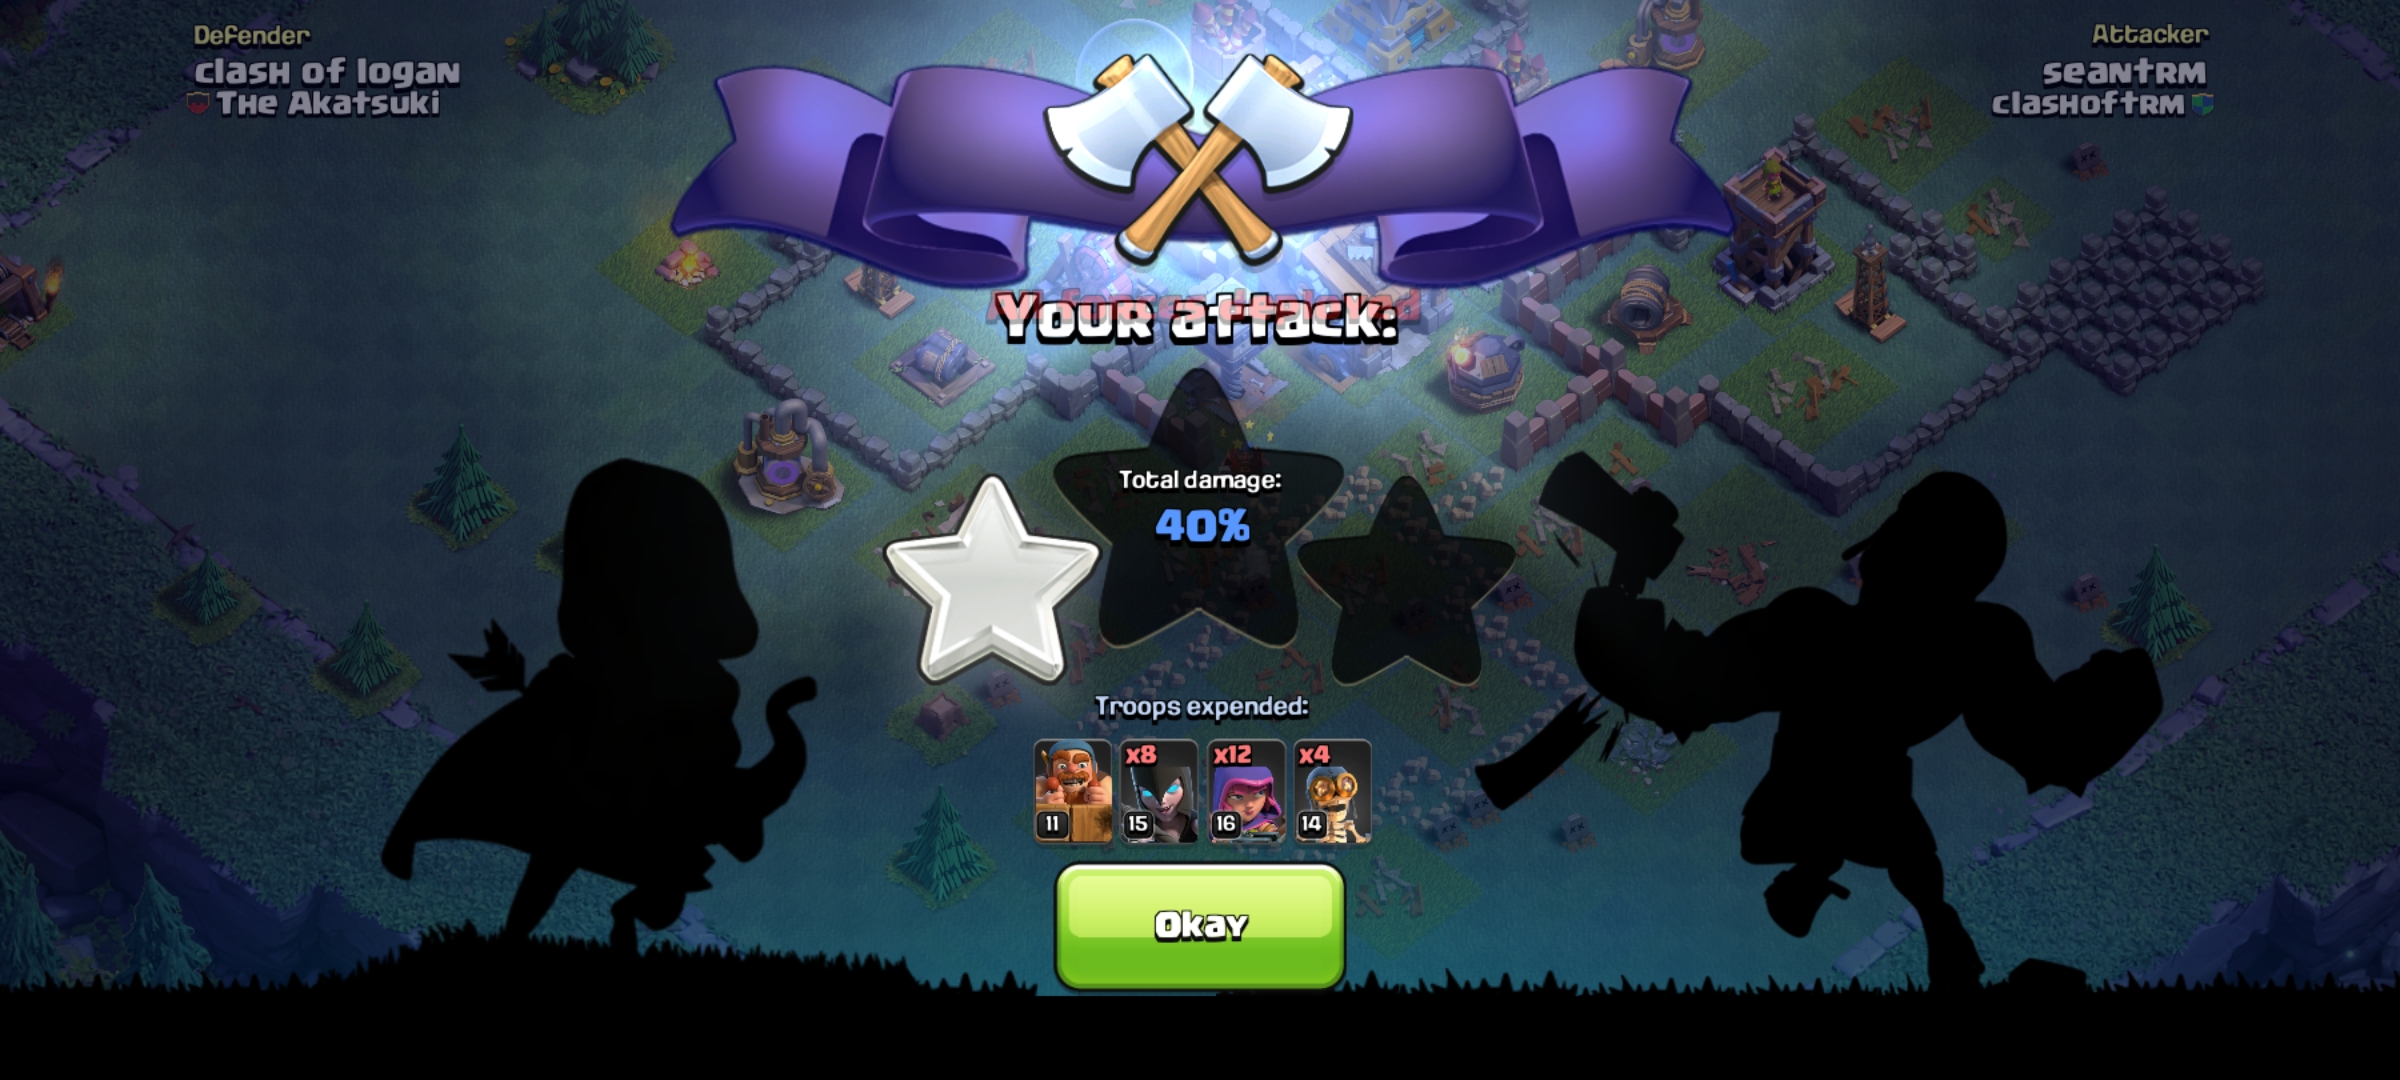 Defender
clash of logan
The Akatsuki
Attacker
seantRM
clashoftRM
Your attack:
Total damage:
40%
Troops expended:
x8
x12
x4
11
15
16
14
Okay